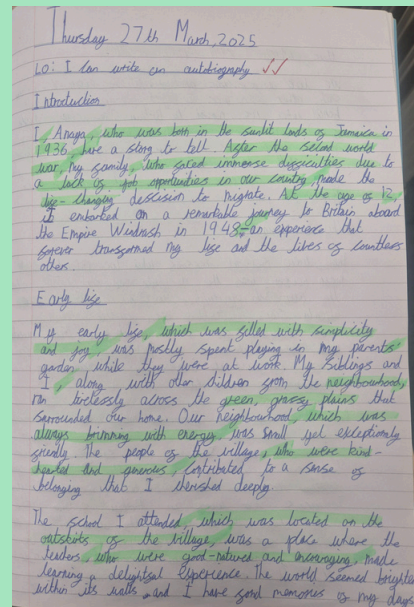 Thursday 27th March, 2025
LO: I can write an autobiography
Introduction
I, Anaya, who was born in the sunlit lands of Jamaica in
1936, have a story to tell. After the second world
war, my family, who faced immense difficulties due to
a lack of job opportunities in our country, made the
life-changing descision to migrate. At the age of 12,
I embarked on a remarkable journey to Britain aboard
the Empire Windrush in 1948, an experience that
forever transformed my life and the lives of countless
others.
Early life
My early life, which was filled with simplicity
and joy, was mostly spent playing in my parents'
garden while they were at work. My siblings and
I, along with other children from the neighbourhood,
ran tirelessly across the green, grassy plains that
sorrounded our home. Our neighbourhood, which was
always brimming with energy, was small yet exceptionally
friendly. The people of the village, who were kind-
hearted and generous, contributed to a sense of
belonging that I cherished deeply.
The school I attended, which was located on the
outskirts of the village, was a place where the
teachers, who were good-natured and encouraging, made
learning a delightful experience. The world seemed brighter
within its walls, and I have fond memories of my days